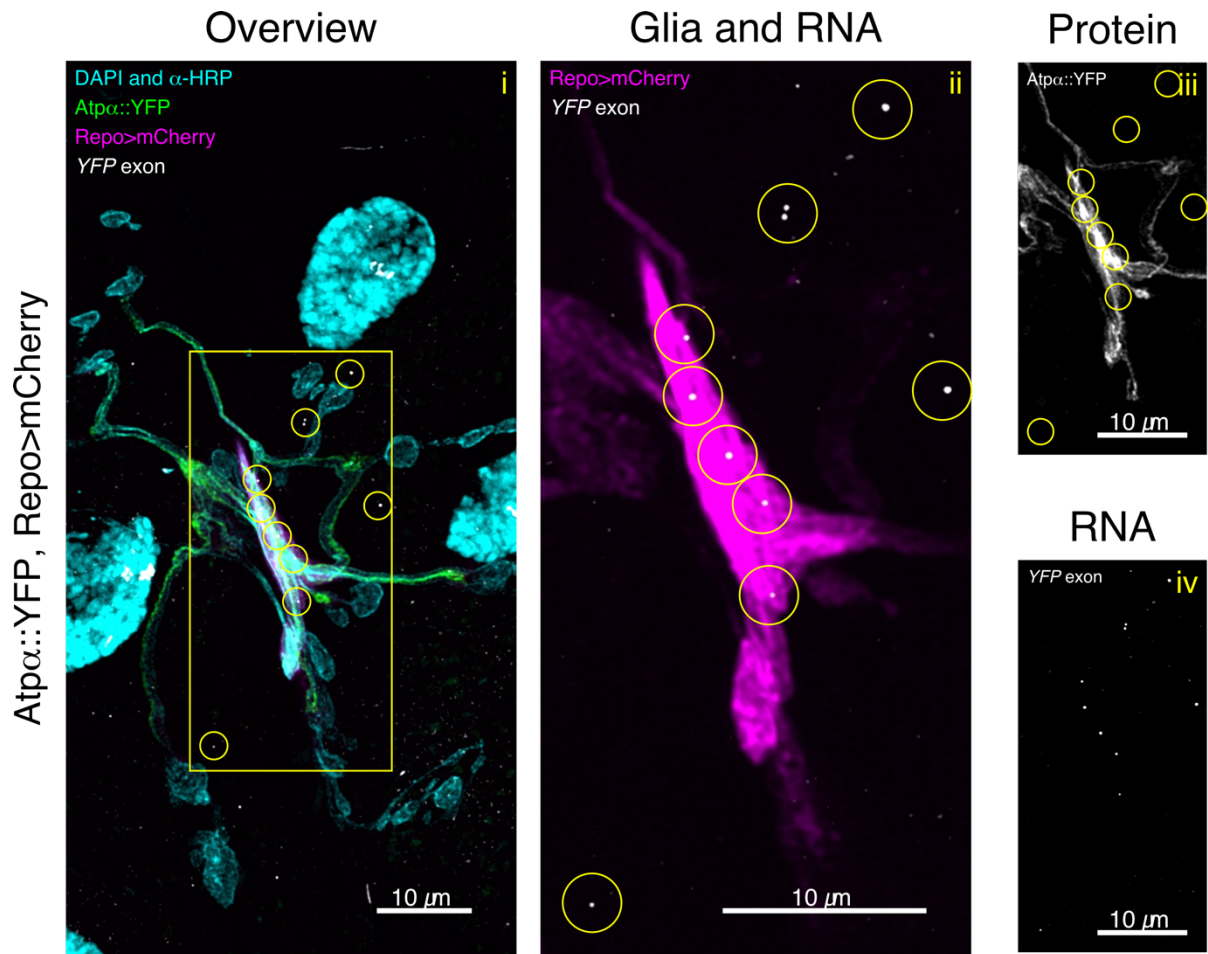 Overview
Glia and RNA
Protein
Atpα::YFP, Repo>mCherry
DAPI and α-HRP
Atpα::YFP
Repo>mCherry
YFP exon
i
10 µm
Repo>mCherry
YFP exon
ii
10 µm
Atpα::YFP
iii
10 µm
RNA
YFP exon
iv
10 µm